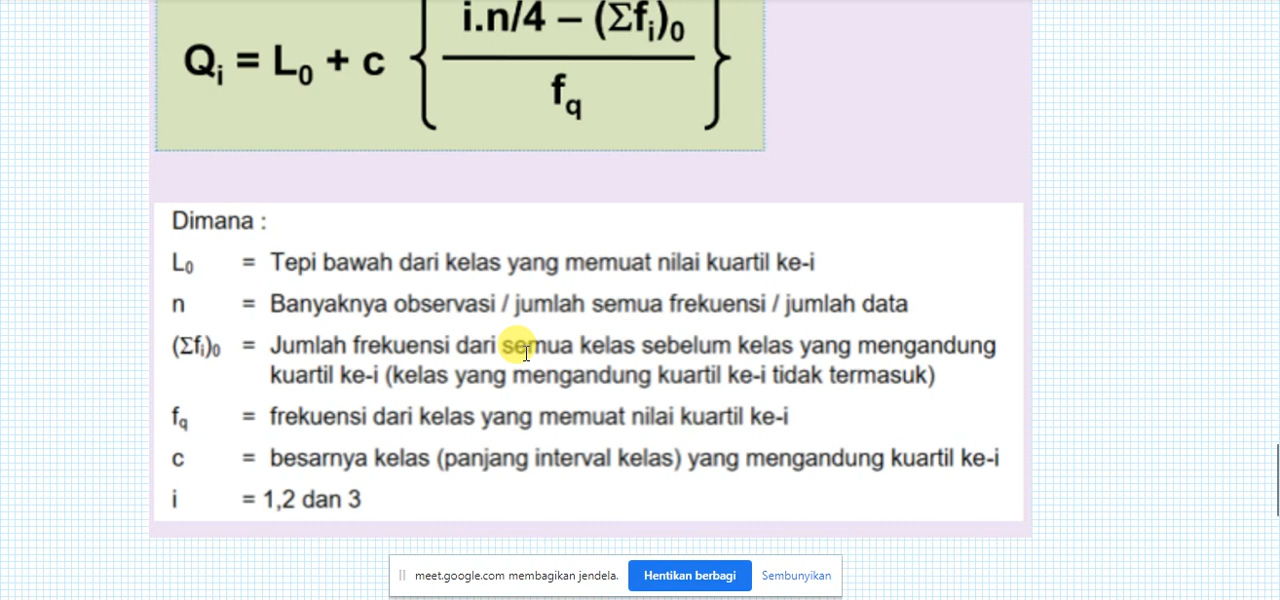 i.n/4 – (Σfᵢ)₀
Qᵢ = L₀ + c
f_q
Dimana :
L₀ = Tepi bawah dari kelas yang memuat nilai kuartil ke-i
n = Banyaknya observasi / jumlah semua frekuensi / jumlah data
(Σfᵢ)₀ = Jumlah frekuensi dari semua kelas sebelum kelas yang mengandung
kuartil ke-i (kelas yang mengandung kuartil ke-i tidak termasuk)
f_q = frekuensi dari kelas yang memuat nilai kuartil ke-i
c = besarnya kelas (panjang interval kelas) yang mengandung kuartil ke-i
i = 1,2 dan 3
meet.google.com membagikan jendela. Hentikan berbagi Sembunyikan